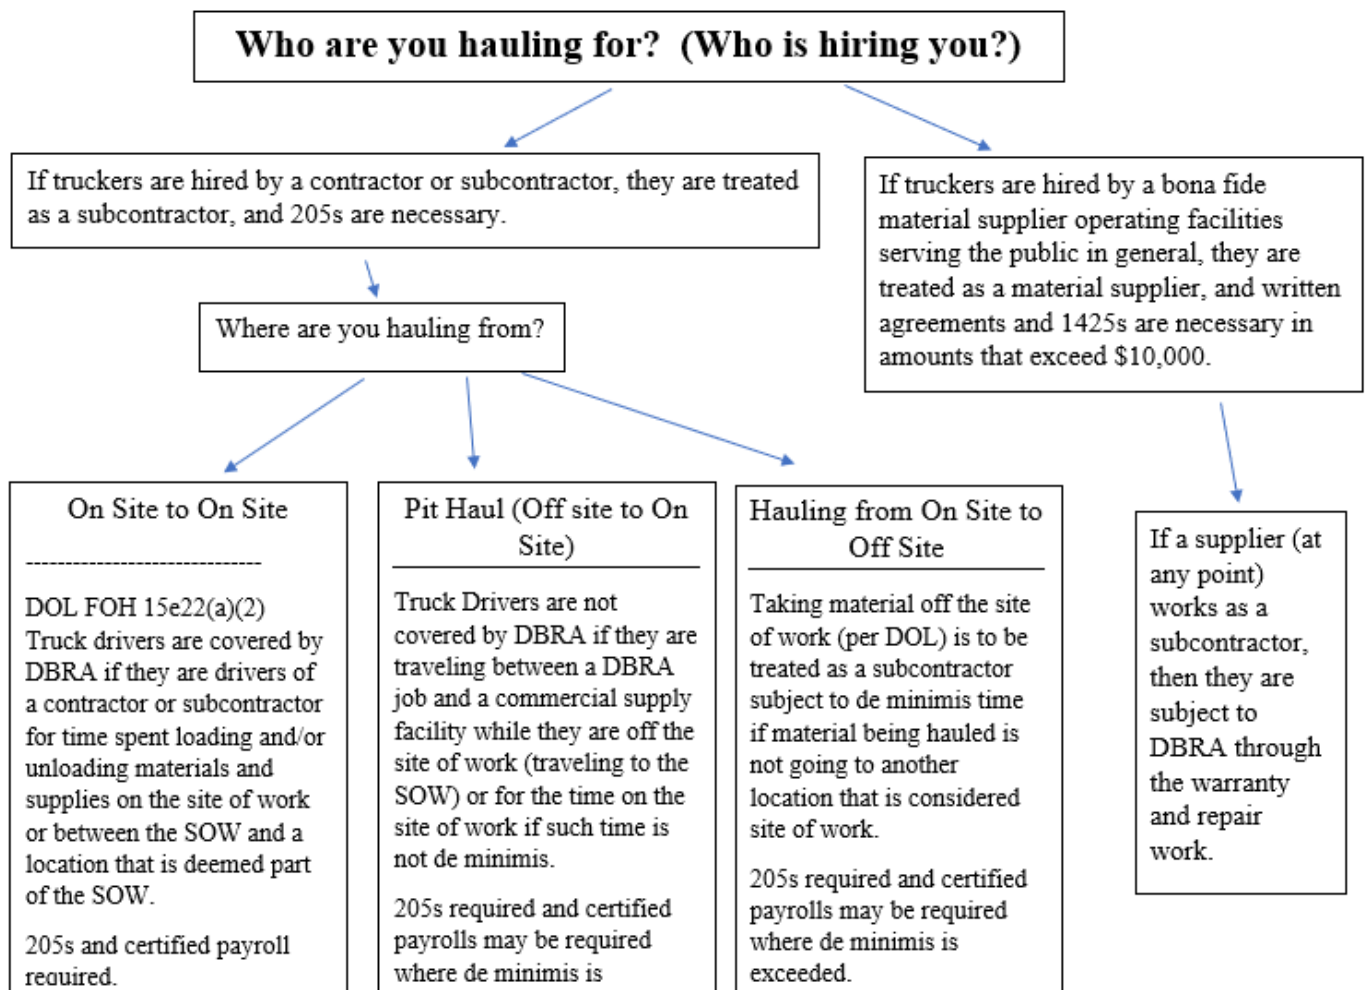 Who are you hauling for?  (Who is hiring you?)
If truckers are hired by a contractor or subcontractor, they are treated
as a subcontractor, and 205s are necessary.
If truckers are hired by a bona fide
material supplier operating facilities
serving the public in general, they are
treated as a material supplier, and written
agreements and 1425s are necessary in
amounts that exceed $10,000.
Where are you hauling from?
On Site to On Site
------------------------------
DOL FOH 15e22(a)(2)
Truck drivers are covered by
DBRA if they are drivers of
a contractor or subcontractor
for time spent loading and/or
unloading materials and
supplies on the site of work
or between the SOW and a
location that is deemed part
of the SOW.
205s and certified payroll
required.
Pit Haul (Off site to On
Site)
Truck Drivers are not
covered by DBRA if they are
traveling between a DBRA
job and a commercial supply
facility while they are off the
site of work (traveling to the
SOW) or for the time on the
site of work if such time is
not de minimis.
205s required and certified
payrolls may be required
where de minimis is
Hauling from On Site to
Off Site
Taking material off the site
of work (per DOL) is to be
treated as a subcontractor
subject to de minimis time
if material being hauled is
not going to another
location that is considered
site of work.
205s required and certified
payrolls may be required
where de minimis is
exceeded.
If a supplier (at
any point)
works as a
subcontractor,
then they are
subject to
DBRA through
the warranty
and repair
work.